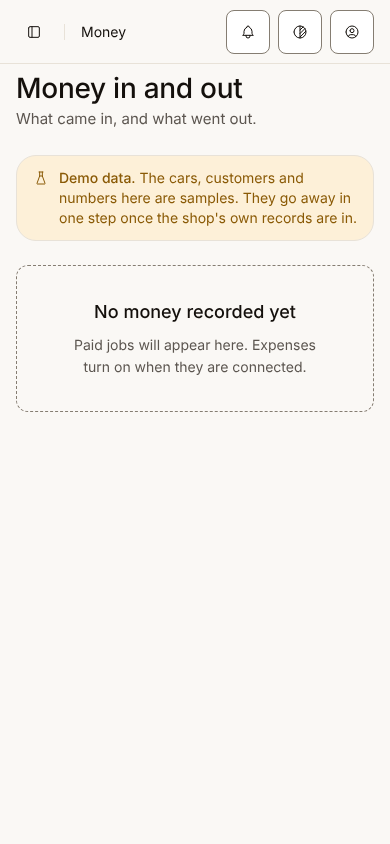 Money
Money in and out
What came in, and what went out.
Demo data. The cars, customers and
numbers here are samples. They go away in
one step once the shop's own records are in.
No money recorded yet
Paid jobs will appear here. Expenses
turn on when they are connected.